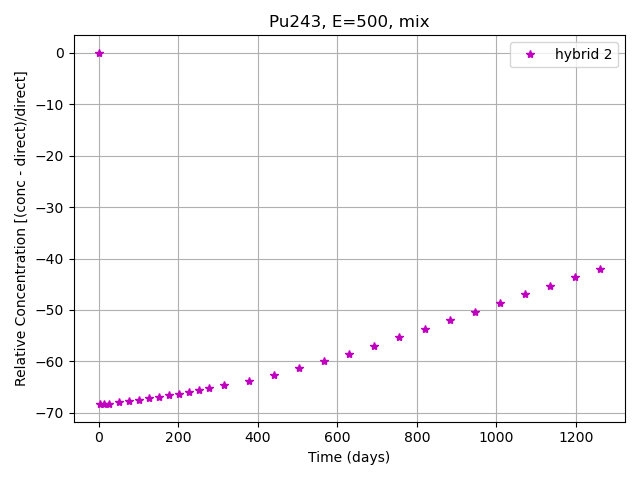 Pu243, E=500, mix
hybrid 2
Relative Concentration [(conc - direct)/direct]
0
−10
−20
−30
−40
−50
−60
−70
0 200 400 600 800 1000 1200
Time (days)